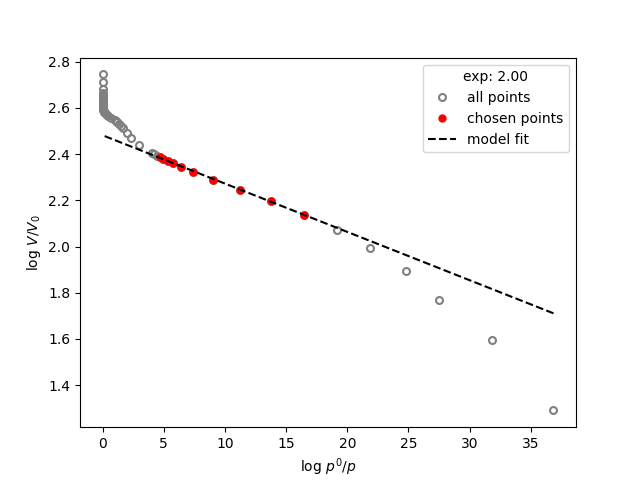 2.8
2.6
2.4
2.2
2.0
1.8
1.6
1.4
log V/V₀
0 5 10 15 20 25 30 35
log p⁰/p
exp: 2.00
all points
chosen points
model fit